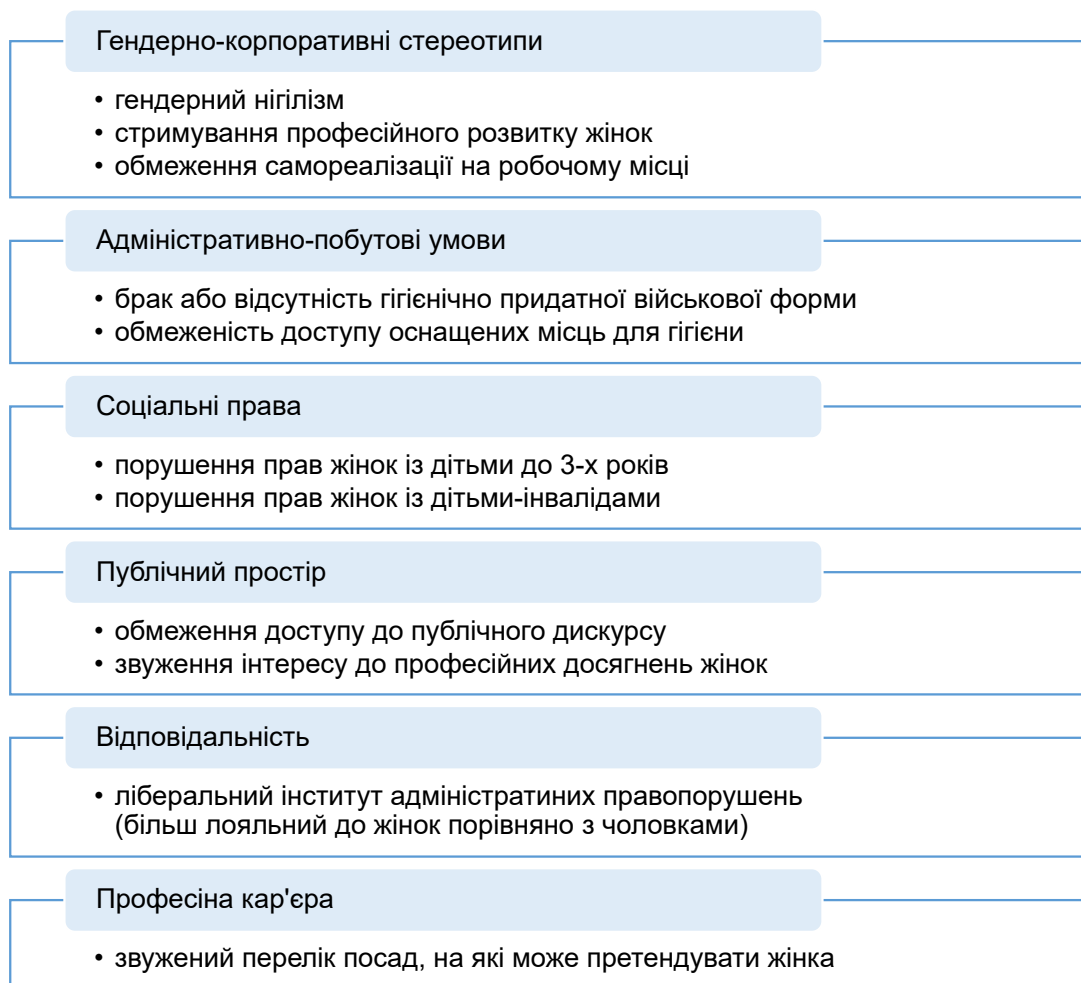 Гендерно-корпоративні стереотипи
• гендерний нігілізм
• стримування професійного розвитку жінок
• обмеження самореалізації на робочому місці
Адміністративно-побутові умови
• брак або відсутність гігієнічно придатної військової форми
• обмеженість доступу оснащених місць для гігієни
Соціальні права
• порушення прав жінок із дітьми до 3-х років
• порушення прав жінок із дітьми-інвалідами
Публічний простір
• обмеження доступу до публічного дискурсу
• звуження інтересу до професійних досягнень жінок
Відповідальність
• ліберальний інститут адміністратиних правопорушень
(більш лояльний до жінок порівняно з чоловками)
Професіна кар'єра
• звужений перелік посад, на які може претендувати жінка